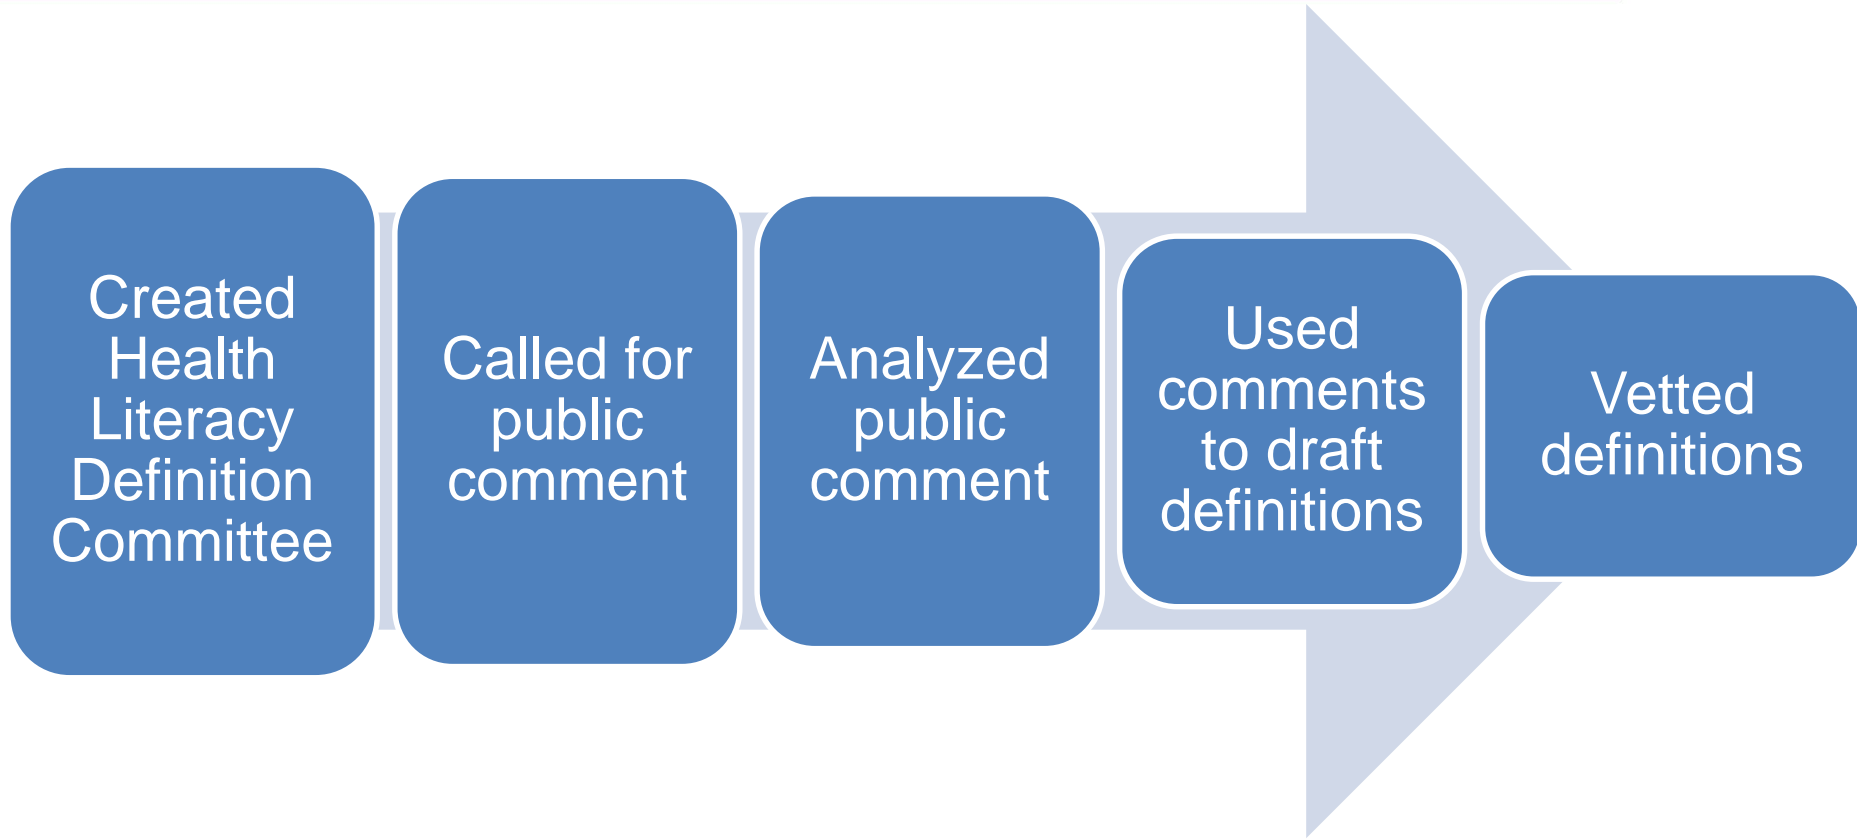 Created
Health
Literacy
Definition
Committee
Called for
public
comment
Analyzed
public
comment
Used
comments
to draft
definitions
Vetted
definitions